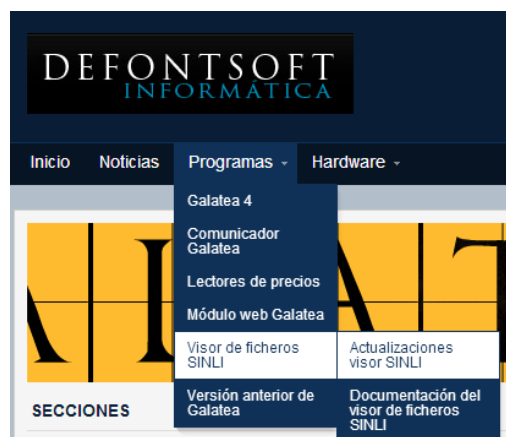 DEFONTSOFT
INFORMÁTICA
Inicio Noticias Programas Hardware
Galatea 4
Comunicador
Galatea
Lectores de precios
Módulo web Galatea
Visor de ficheros
SINLI
Actualizaciones
visor SINLI
Versión anterior de
Galatea
Documentación del
visor de ficheros
SINLI
SECCIONES